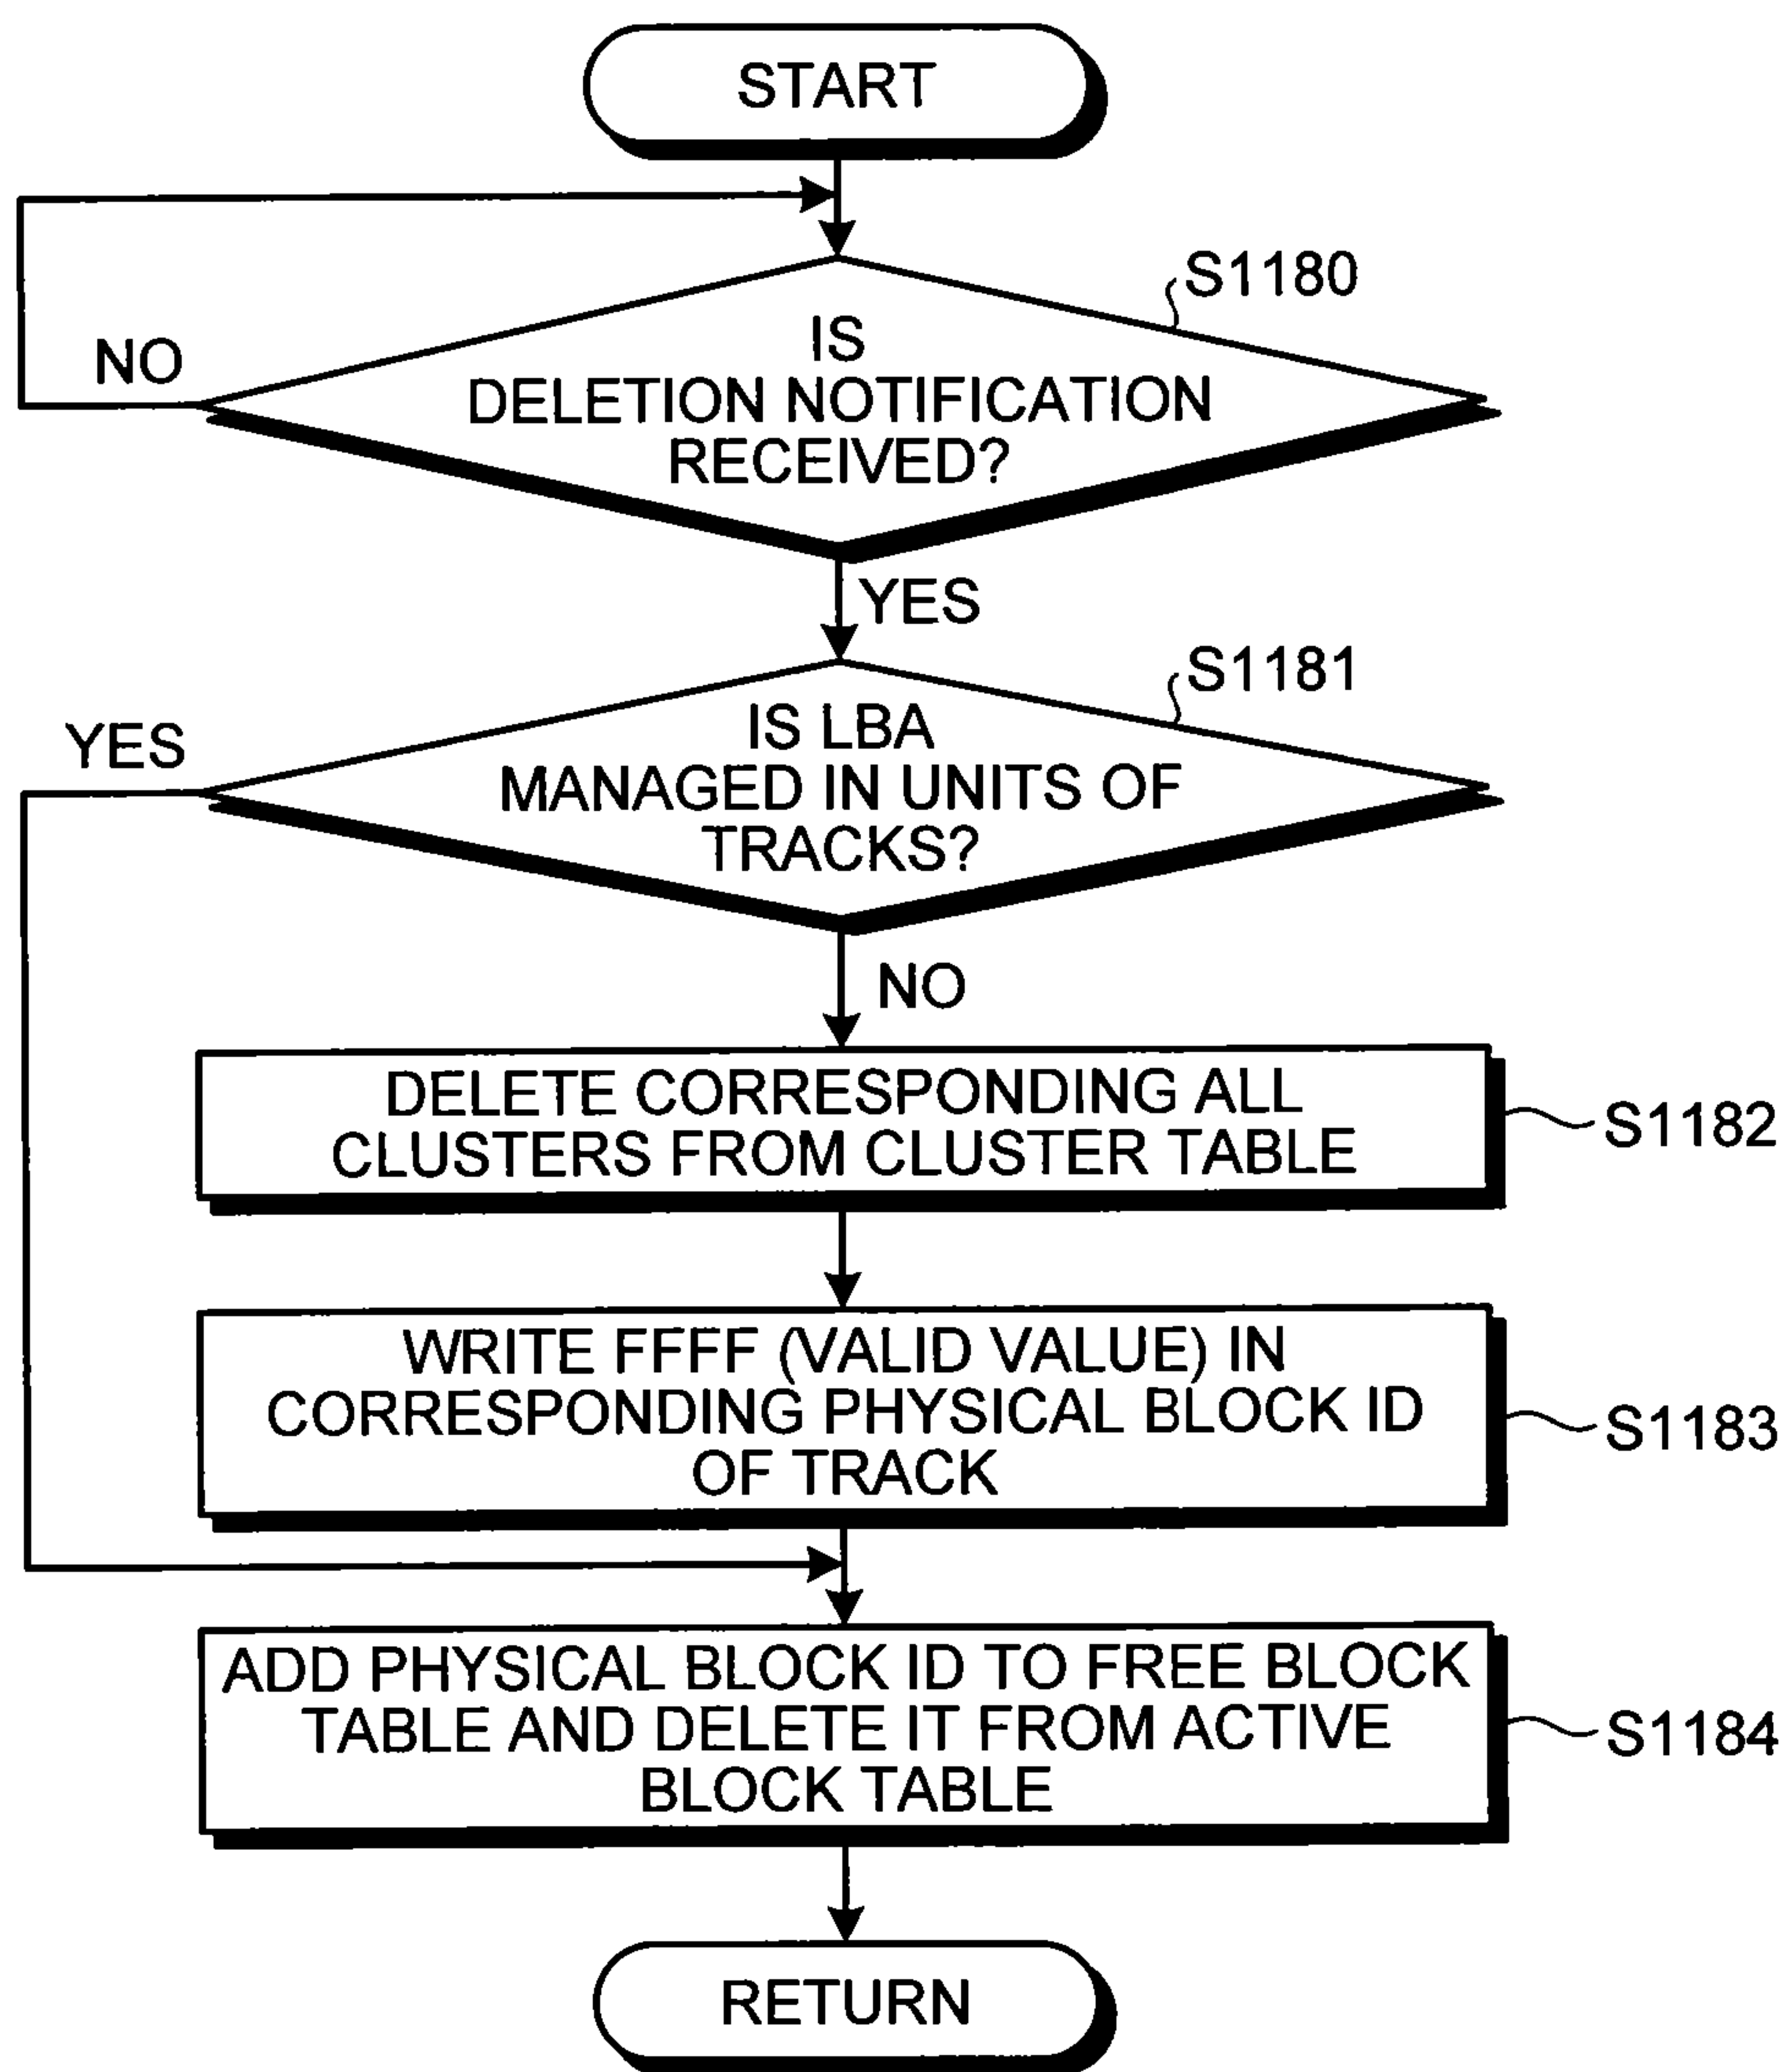 START
S1180
NO
IS
DELETION NOTIFICATION
RECEIVED?
YES
S1181
YES
IS LBA
MANAGED IN UNITS OF
TRACKS?
NO
DELETE CORRESPONDING ALL
CLUSTERS FROM CLUSTER TABLE
S1182
WRITE FFFF (VALID VALUE) IN
CORRESPONDING PHYSICAL BLOCK ID
OF TRACK
S1183
ADD PHYSICAL BLOCK ID TO FREE BLOCK
TABLE AND DELETE IT FROM ACTIVE
BLOCK TABLE
S1184
RETURN